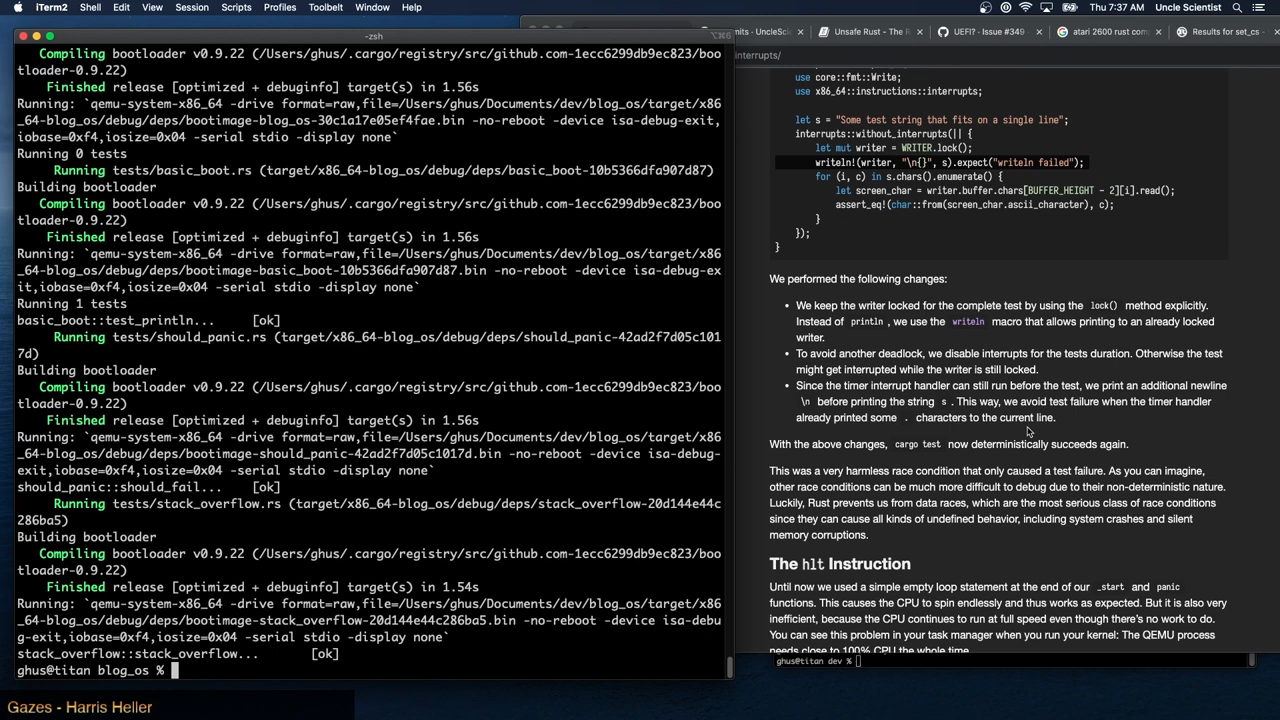 iTerm2 Shell Edit View Session Scripts Profiles Toolbelt Window Help
Thu 7:37 AM Uncle Scientist
-zsh
⌥⌘6
mits · UncleSci
Unsafe Rust - The R
UEFI? · Issue #349
atari 2600 rust com
Results for set_cs
interrupts/
Compiling bootloader v0.9.22 (/Users/ghus/.cargo/registry/src/github.com-1ecc6299db9ec823/boo
tloader-0.9.22)
Finished release [optimized + debuginfo] target(s) in 1.56s
Running: `qemu-system-x86_64 -drive format=raw,file=/Users/ghus/Documents/dev/blog_os/target/x86
_64-blog_os/debug/deps/bootimage-blog_os-30c1a17e05ef4fae.bin -no-reboot -device isa-debug-exit,
iobase=0xf4,iosize=0x04 -serial stdio -display none`
Running 0 tests
Running tests/basic_boot.rs (target/x86_64-blog_os/debug/deps/basic_boot-10b5366dfa907d87)
Building bootloader
Compiling bootloader v0.9.22 (/Users/ghus/.cargo/registry/src/github.com-1ecc6299db9ec823/boo
tloader-0.9.22)
Finished release [optimized + debuginfo] target(s) in 1.56s
Running: `qemu-system-x86_64 -drive format=raw,file=/Users/ghus/Documents/dev/blog_os/target/x86
_64-blog_os/debug/deps/bootimage-basic_boot-10b5366dfa907d87.bin -no-reboot -device isa-debug-ex
it,iobase=0xf4,iosize=0x04 -serial stdio -display none`
Running 1 tests
basic_boot::test_println... [ok]
Running tests/should_panic.rs (target/x86_64-blog_os/debug/deps/should_panic-42ad2f7d05c101
7d)
Building bootloader
Compiling bootloader v0.9.22 (/Users/ghus/.cargo/registry/src/github.com-1ecc6299db9ec823/boo
tloader-0.9.22)
Finished release [optimized + debuginfo] target(s) in 1.56s
Running: `qemu-system-x86_64 -drive format=raw,file=/Users/ghus/Documents/dev/blog_os/target/x86
_64-blog_os/debug/deps/bootimage-should_panic-42ad2f7d05c1017d.bin -no-reboot -device isa-debug-
exit,iobase=0xf4,iosize=0x04 -serial stdio -display none`
should_panic::should_fail... [ok]
Running tests/stack_overflow.rs (target/x86_64-blog_os/debug/deps/stack_overflow-20d144e44c
286ba5)
Building bootloader
Compiling bootloader v0.9.22 (/Users/ghus/.cargo/registry/src/github.com-1ecc6299db9ec823/boo
tloader-0.9.22)
Finished release [optimized + debuginfo] target(s) in 1.54s
Running: `qemu-system-x86_64 -drive format=raw,file=/Users/ghus/Documents/dev/blog_os/target/x86
_64-blog_os/debug/deps/bootimage-stack_overflow-20d144e44c286ba5.bin -no-reboot -device isa-debu
g-exit,iobase=0xf4,iosize=0x04 -serial stdio -display none`
stack_overflow::stack_overflow... [ok]
ghus@titan blog_os %
use core::fmt::Write;
use x86_64::instructions::interrupts;
let s = "Some test string that fits on a single line";
interrupts::without_interrupts(|| {
let mut writer = WRITER.lock();
writeln!(writer, "\n{}", s).expect("writeln failed");
for (i, c) in s.chars().enumerate() {
let screen_char = writer.buffer.chars[BUFFER_HEIGHT - 2][i].read();
assert_eq!(char::from(screen_char.ascii_character), c);
}
});
}
We performed the following changes:
• We keep the writer locked for the complete test by using the lock() method explicitly.
Instead of println , we use the writeln macro that allows printing to an already locked
writer.
• To avoid another deadlock, we disable interrupts for the tests duration. Otherwise the test
might get interrupted while the writer is still locked.
• Since the timer interrupt handler can still run before the test, we print an additional newline
\n before printing the string s . This way, we avoid test failure when the timer handler
already printed some . characters to the current line.
With the above changes, cargo test now deterministically succeeds again.
This was a very harmless race condition that only caused a test failure. As you can imagine,
other race conditions can be much more difficult to debug due to their non-deterministic nature.
Luckily, Rust prevents us from data races, which are the most serious class of race conditions
since they can cause all kinds of undefined behavior, including system crashes and silent
memory corruptions.
The hlt Instruction
Until now we used a simple empty loop statement at the end of our _start and panic
functions. This causes the CPU to spin endlessly and thus works as expected. But it is also very
inefficient, because the CPU continues to run at full speed even though there's no work to do.
You can see this problem in your task manager when you run your kernel: The QEMU process
needs close to 100% CPU the whole time.
ghus@titan dev %
Gazes - Harris Heller